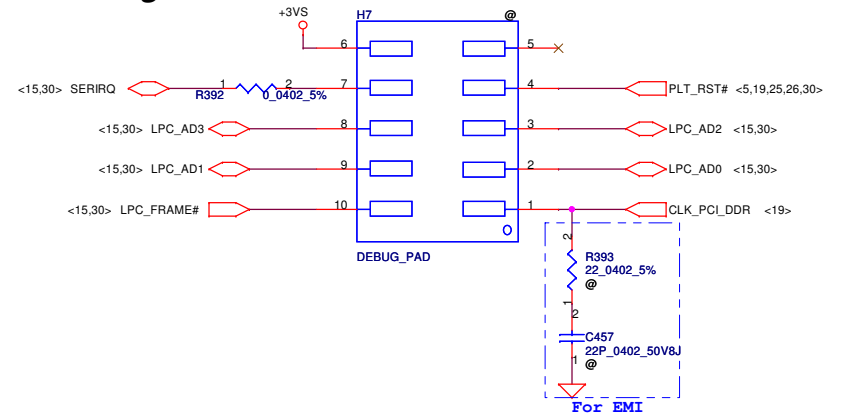 +3VS
H7
@
6
5
<15,30> SERIRQ
1
2
7
R392
0_0402_5%
4
PLT_RST# <5,19,25,26,30>
<15,30> LPC_AD3
8
3
LPC_AD2 <15,30>
<15,30> LPC_AD1
9
2
LPC_AD0 <15,30>
<15,30> LPC_FRAME#
10
1
CLK_PCI_DDR <19>
DEBUG_PAD
2
R393
22_0402_5%
@
1
2
C457
22P_0402_50V8J
1
@
For EMI